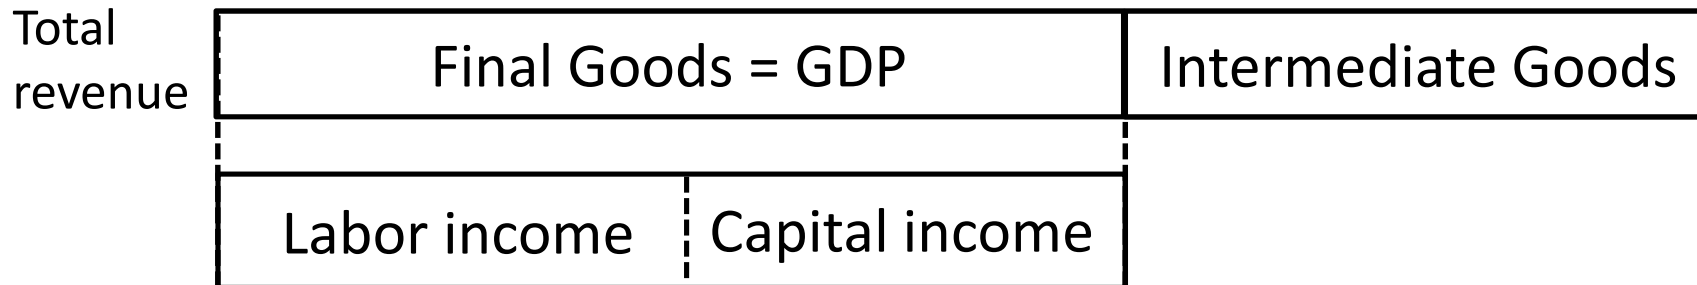 Total
revenue
Final Goods = GDP
Intermediate Goods
Labor income
Capital income